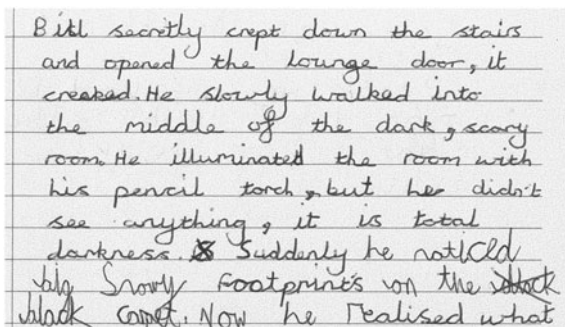 Bill secretly crept down the stairs
and opened the lounge door, it
creaked. He slowly walked into
the middle of the dark, scary
room. He illuminated the room with
his pencil torch, but he didn't
see anything, it is total
darkness. Suddenly he noticed
big Snowy footprints on the
black carpet. Now he realised what